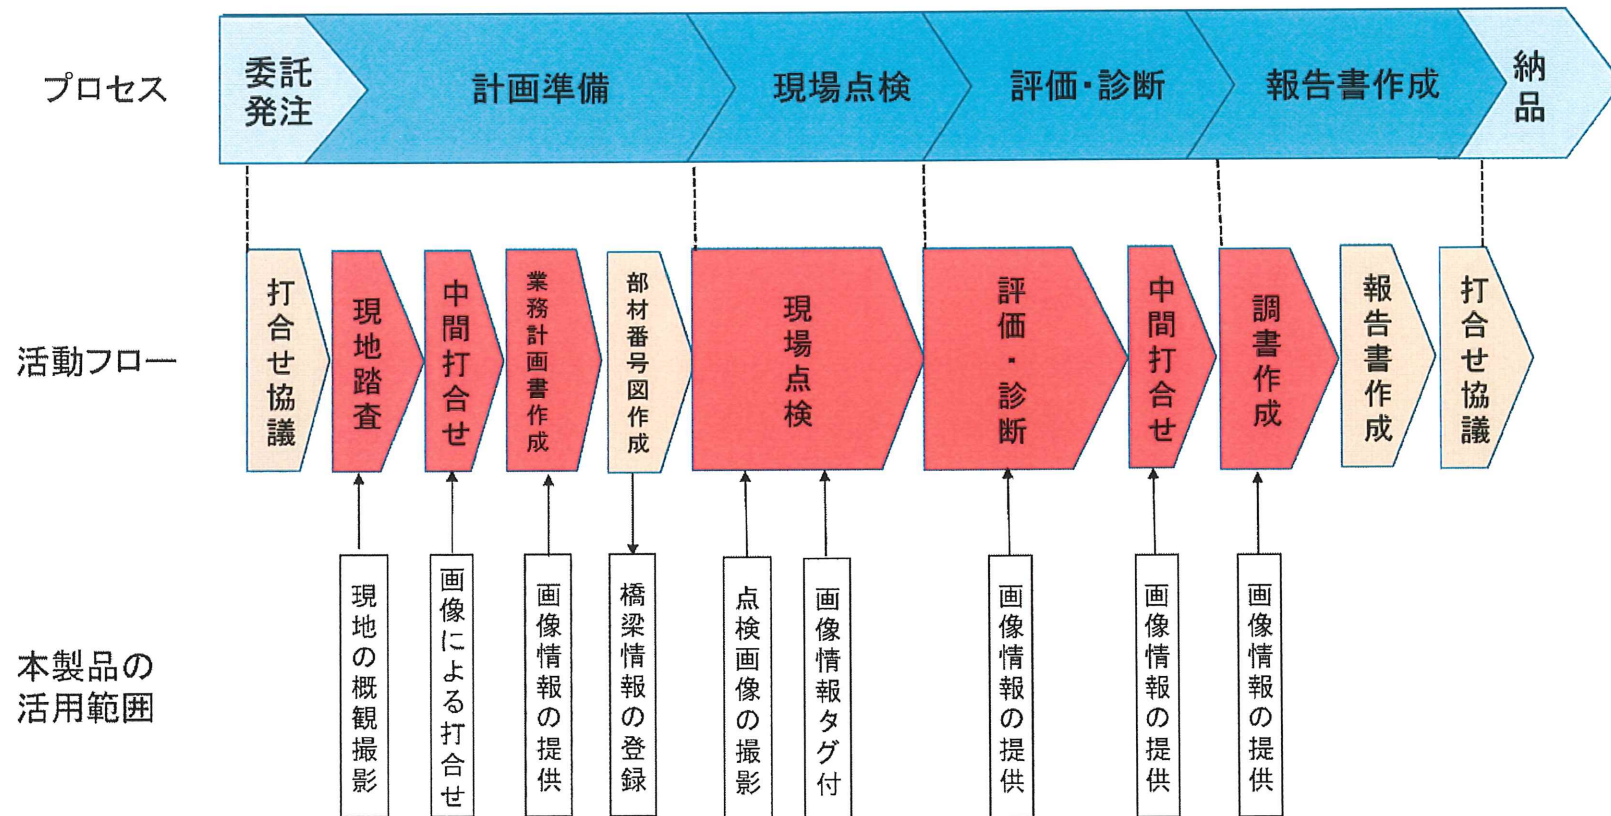 プロセス
委託
発注
計画準備
現場点検
評価・診断
報告書作成
納品
活動フロー
打合せ協議
現地踏査
中間打合せ
業務計画書作成
部材番号図作成
現場点検
評価・診断
中間打合せ
調書作成
報告書作成
打合せ協議
本製品の
活用範囲
現地の概観撮影
画像による打合せ
画像情報の提供
橋梁情報の登録
点検画像の撮影
画像情報タグ付
画像情報の提供
画像情報の提供
画像情報の提供